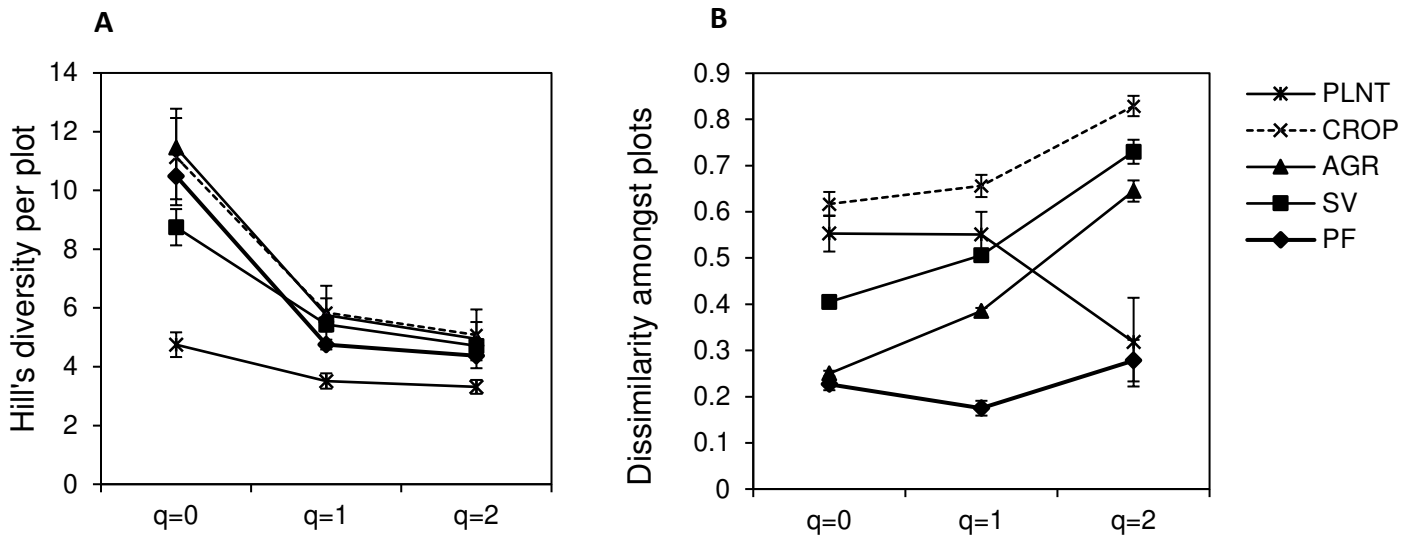 A
Hill's diversity per plot
14
12
10
8
6
4
2
0
q=0 q=1 q=2
B
Dissimilarity amongst plots
0.9
0.8
0.7
0.6
0.5
0.4
0.3
0.2
0.1
0
q=0 q=1 q=2
PLNT
CROP
AGR
SV
PF